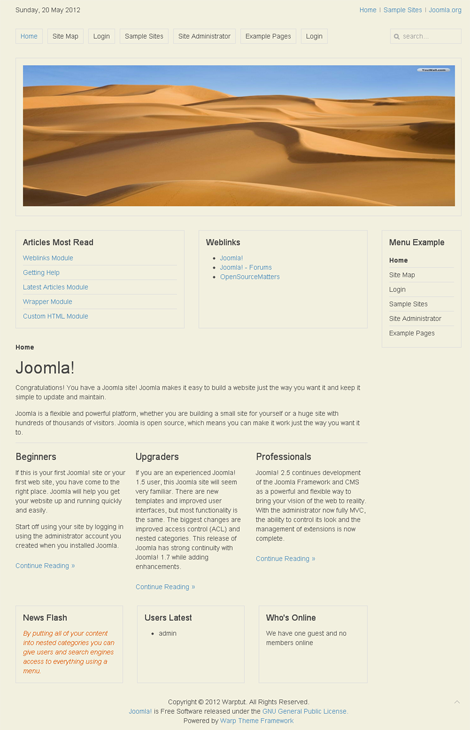 Sunday, 20 May 2012
Home | Sample Sites | Joomla.org
Home
Site Map
Login
Sample Sites
Site Administrator
Example Pages
Login
search...
Articles Most Read
Weblinks Module
Getting Help
Latest Articles Module
Wrapper Module
Custom HTML Module
Weblinks
Joomla!
Joomla! - Forums
OpenSourceMatters
Menu Example
Home
Site Map
Login
Sample Sites
Site Administrator
Example Pages
Home
Joomla!
Congratulations! You have a Joomla site! Joomla makes it easy to build a website just the way you want it and keep it
simple to update and maintain.
Joomla is a flexible and powerful platform, whether you are building a small site for yourself or a huge site with
hundreds of thousands of visitors. Joomla is open source, which means you can make it work just the way you want it
to.
Beginners
If this is your first Joomla! site or your
first web site, you have come to the
right place. Joomla will help you get
your website up and running quickly
and easily.
Start off using your site by logging in
using the administrator account you
created when you installed Joomla.
Continue Reading »
Upgraders
If you are an experienced Joomla!
1.5 user, this Joomla site will seem
very familiar. There are new
templates and improved user
interfaces, but most functionality is
the same. The biggest changes are
improved access control (ACL) and
nested categories. This release of
Joomla has strong continuity with
Joomla! 1.7 while adding
enhancements.
Continue Reading »
Professionals
Joomla! 2.5 continues development
of the Joomla Framework and CMS
as a powerful and flexible way to
bring your vision of the web to reality.
With the administrator now fully MVC,
the ability to control its look and the
management of extensions is now
complete.
Continue Reading »
News Flash
By putting all of your content
into nested categories you can
give users and search engines
access to everything using a
menu.
Users Latest
admin
Who's Online
We have one guest and no
members online
Copyright © 2012 Warptut. All Rights Reserved.
Joomla! is Free Software released under the GNU General Public License.
Powered by Warp Theme Framework